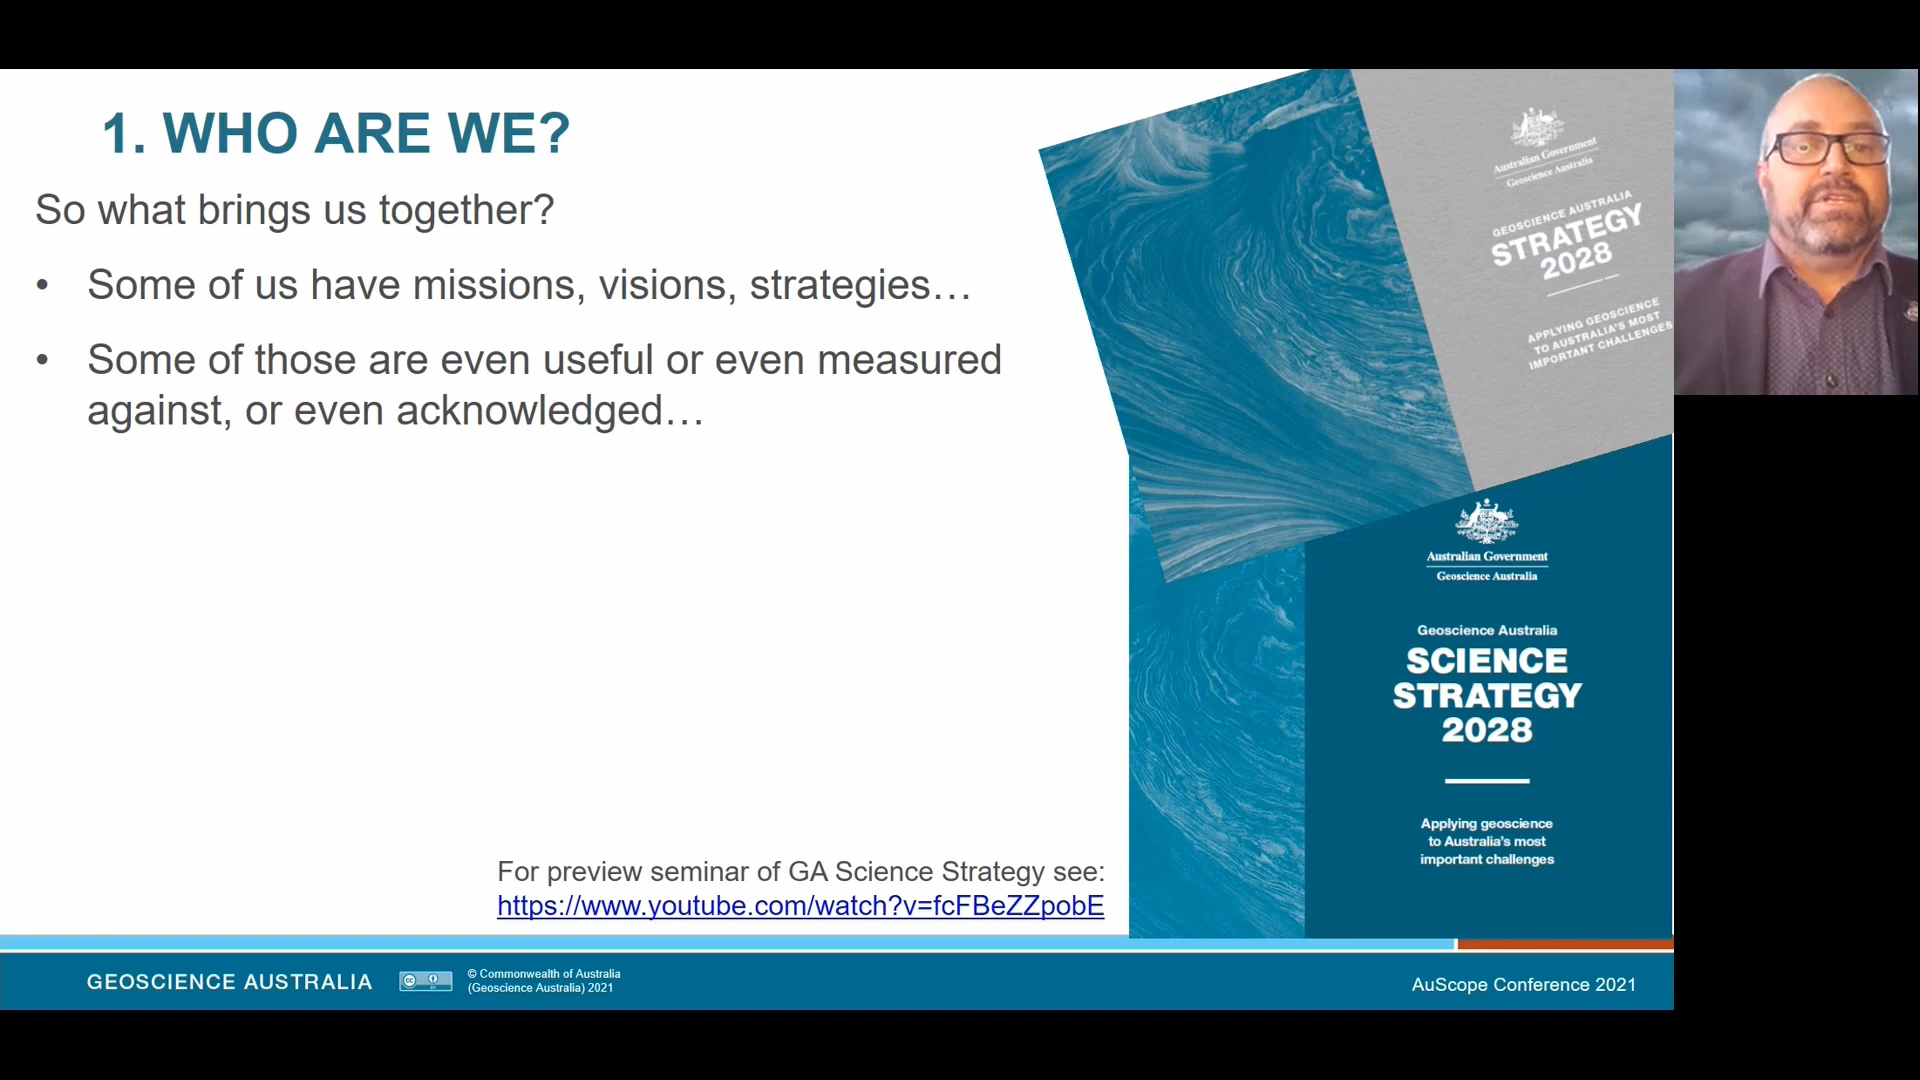 1. WHO ARE WE?
So what brings us together?
• Some of us have missions, visions, strategies…
• Some of those are even useful or even measured
against, or even acknowledged…
Australian Government
Geoscience Australia
GEOSCIENCE AUSTRALIA
STRATEGY
2028
APPLYING GEOSCIENCE
TO AUSTRALIA'S MOST
IMPORTANT CHALLENGES
Australian Government
Geoscience Australia
Geoscience Australia
SCIENCE
STRATEGY
2028
Applying geoscience
to Australia's most
important challenges
For preview seminar of GA Science Strategy see:
https://www.youtube.com/watch?v=fcFBeZZpobE
GEOSCIENCE AUSTRALIA
cc
BY
© Commonwealth of Australia
(Geoscience Australia) 2021
AuScope Conference 2021